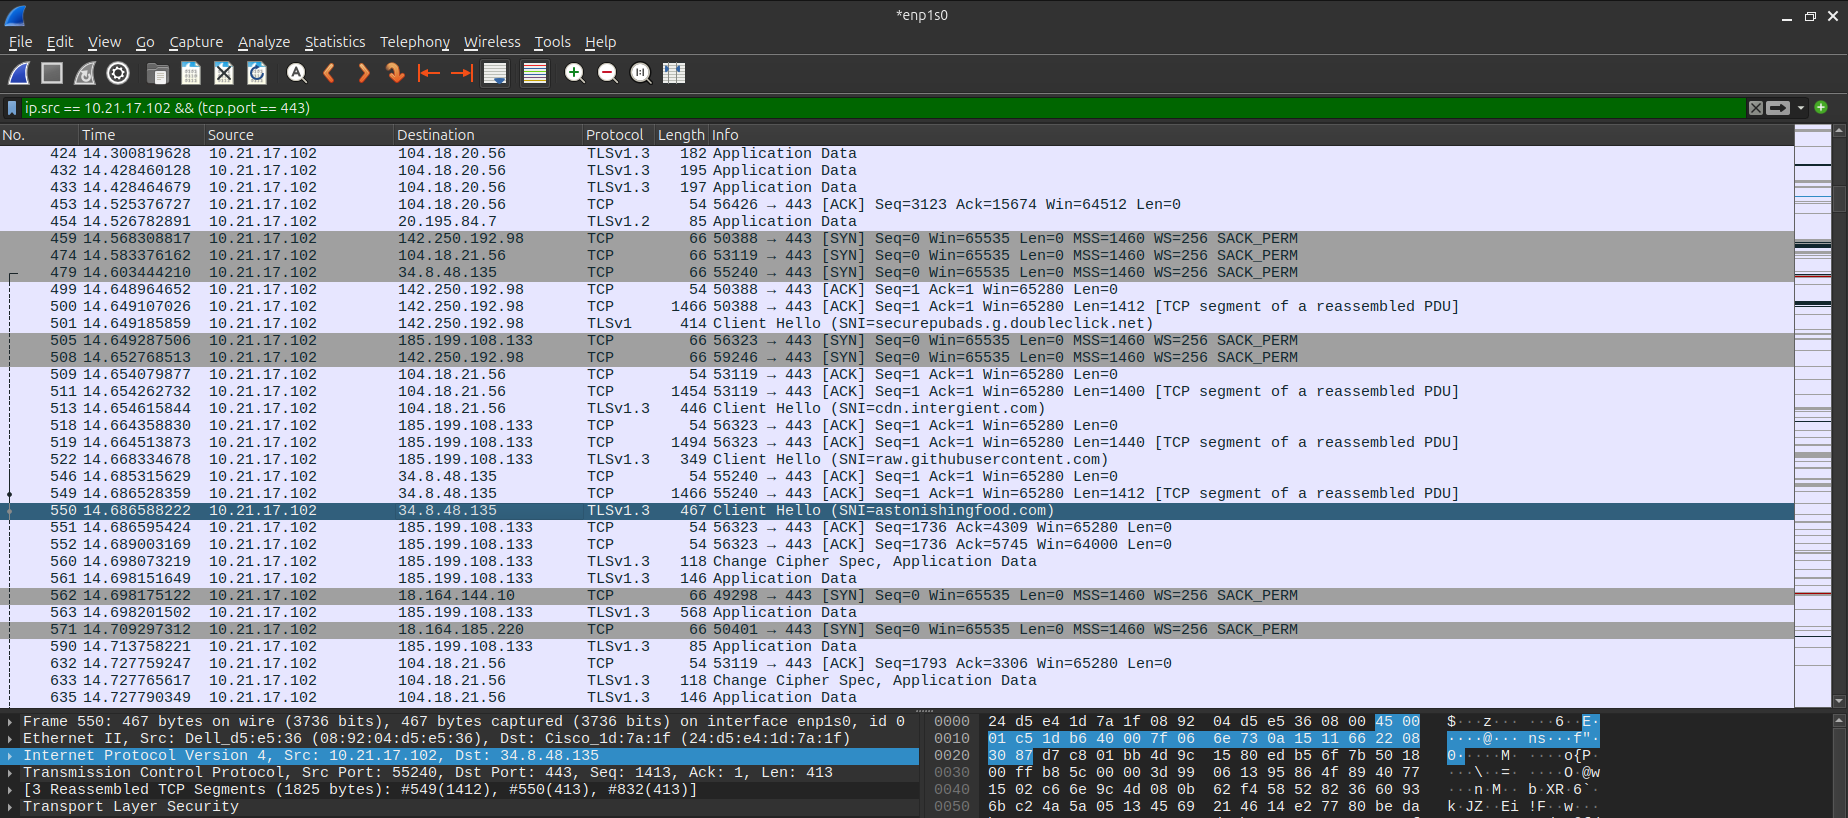 *enp1s0
File Edit View Go Capture Analyze Statistics Telephony Wireless Tools Help
ip.src == 10.21.17.102 && (tcp.port == 443)
No. Time Source Destination Protocol Length Info
424 14.300819628 10.21.17.102 104.18.20.56 TLSv1.3 182 Application Data
432 14.428460128 10.21.17.102 104.18.20.56 TLSv1.3 195 Application Data
433 14.428464679 10.21.17.102 104.18.20.56 TLSv1.3 197 Application Data
453 14.525376727 10.21.17.102 104.18.20.56 TCP 54 56426 → 443 [ACK] Seq=3123 Ack=15674 Win=64512 Len=0
454 14.526782891 10.21.17.102 20.195.84.7 TLSv1.2 85 Application Data
459 14.568308817 10.21.17.102 142.250.192.98 TCP 66 50388 → 443 [SYN] Seq=0 Win=65535 Len=0 MSS=1460 WS=256 SACK_PERM
474 14.583376162 10.21.17.102 104.18.21.56 TCP 66 53119 → 443 [SYN] Seq=0 Win=65535 Len=0 MSS=1460 WS=256 SACK_PERM
479 14.603444210 10.21.17.102 34.8.48.135 TCP 66 55240 → 443 [SYN] Seq=0 Win=65535 Len=0 MSS=1460 WS=256 SACK_PERM
499 14.648964652 10.21.17.102 142.250.192.98 TCP 54 50388 → 443 [ACK] Seq=1 Ack=1 Win=65280 Len=0
500 14.649107026 10.21.17.102 142.250.192.98 TCP 1466 50388 → 443 [ACK] Seq=1 Ack=1 Win=65280 Len=1412 [TCP segment of a reassembled PDU]
501 14.649185859 10.21.17.102 142.250.192.98 TLSv1 414 Client Hello (SNI=securepubads.g.doubleclick.net)
505 14.649287506 10.21.17.102 185.199.108.133 TCP 66 56323 → 443 [SYN] Seq=0 Win=65535 Len=0 MSS=1460 WS=256 SACK_PERM
508 14.652768513 10.21.17.102 142.250.192.98 TCP 66 59246 → 443 [SYN] Seq=0 Win=65535 Len=0 MSS=1460 WS=256 SACK_PERM
509 14.654079877 10.21.17.102 104.18.21.56 TCP 54 53119 → 443 [ACK] Seq=1 Ack=1 Win=65280 Len=0
511 14.654262732 10.21.17.102 104.18.21.56 TCP 1454 53119 → 443 [ACK] Seq=1 Ack=1 Win=65280 Len=1400 [TCP segment of a reassembled PDU]
513 14.654615844 10.21.17.102 104.18.21.56 TLSv1.3 446 Client Hello (SNI=cdn.intergient.com)
518 14.664358830 10.21.17.102 185.199.108.133 TCP 54 56323 → 443 [ACK] Seq=1 Ack=1 Win=65280 Len=0
519 14.664513873 10.21.17.102 185.199.108.133 TCP 1494 56323 → 443 [ACK] Seq=1 Ack=1 Win=65280 Len=1440 [TCP segment of a reassembled PDU]
522 14.668334678 10.21.17.102 185.199.108.133 TLSv1.3 349 Client Hello (SNI=raw.githubusercontent.com)
546 14.685315629 10.21.17.102 34.8.48.135 TCP 54 55240 → 443 [ACK] Seq=1 Ack=1 Win=65280 Len=0
549 14.686528359 10.21.17.102 34.8.48.135 TCP 1466 55240 → 443 [ACK] Seq=1 Ack=1 Win=65280 Len=1412 [TCP segment of a reassembled PDU]
550 14.686588222 10.21.17.102 34.8.48.135 TLSv1.3 467 Client Hello (SNI=astonishingfood.com)
551 14.686595424 10.21.17.102 185.199.108.133 TCP 54 56323 → 443 [ACK] Seq=1736 Ack=4309 Win=65280 Len=0
552 14.689003169 10.21.17.102 185.199.108.133 TCP 54 56323 → 443 [ACK] Seq=1736 Ack=5745 Win=64000 Len=0
560 14.698073219 10.21.17.102 185.199.108.133 TLSv1.3 118 Change Cipher Spec, Application Data
561 14.698151649 10.21.17.102 185.199.108.133 TLSv1.3 146 Application Data
562 14.698175122 10.21.17.102 18.164.144.10 TCP 66 49298 → 443 [SYN] Seq=0 Win=65535 Len=0 MSS=1460 WS=256 SACK_PERM
563 14.698201502 10.21.17.102 185.199.108.133 TLSv1.3 568 Application Data
571 14.709297312 10.21.17.102 18.164.185.220 TCP 66 50401 → 443 [SYN] Seq=0 Win=65535 Len=0 MSS=1460 WS=256 SACK_PERM
590 14.713758221 10.21.17.102 185.199.108.133 TLSv1.3 85 Application Data
632 14.727759247 10.21.17.102 104.18.21.56 TCP 54 53119 → 443 [ACK] Seq=1793 Ack=3306 Win=65280 Len=0
633 14.727765617 10.21.17.102 104.18.21.56 TLSv1.3 118 Change Cipher Spec, Application Data
635 14.727790349 10.21.17.102 104.18.21.56 TLSv1.3 146 Application Data
Frame 550: 467 bytes on wire (3736 bits), 467 bytes captured (3736 bits) on interface enp1s0, id 0
Ethernet II, Src: Dell_d5:e5:36 (08:92:04:d5:e5:36), Dst: Cisco_1d:7a:1f (24:d5:e4:1d:7a:1f)
Internet Protocol Version 4, Src: 10.21.17.102, Dst: 34.8.48.135
Transmission Control Protocol, Src Port: 55240, Dst Port: 443, Seq: 1413, Ack: 1, Len: 413
[3 Reassembled TCP Segments (1825 bytes): #549(1412), #550(413), #832(413)]
Transport Layer Security
0000 24 d5 e4 1d 7a 1f 08 92 04 d5 e5 36 08 00 45 00 $···z··· ···6··E·
0010 01 c5 1d b6 40 00 7f 06 6e 73 0a 15 11 66 22 08 ····@··· ns···f"·
0020 30 87 d7 c8 01 bb 4d 9c 15 80 ed b5 6f 7b 50 18 0·····M· ····o{P·
0030 00 ff b8 5c 00 00 3d 99 06 13 95 86 4f 89 40 77 ···\··=· ····O·@w
0040 15 02 c6 6e 9c 4d 08 0b 62 f4 58 52 82 36 60 93 ···n·M·· b·XR·6`·
0050 6b c2 4a 5a 05 13 45 69 21 46 14 e2 77 80 be da k·JZ··Ei !F··w···